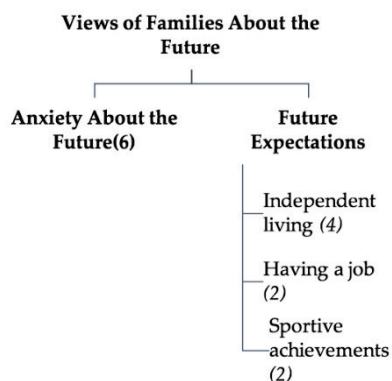 Views of Families About the
Future
Anxiety About the
Future(6)
Future
Expectations
Independent
living (4)
Having a job
(2)
Sportive
achievements
(2)